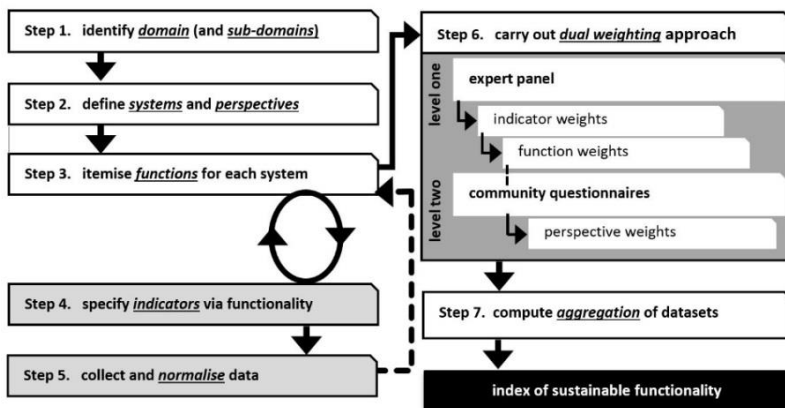 Step 1. identify domain (and sub-domains)
Step 2. define systems and perspectives
Step 3. itemise functions for each system
Step 4. specify indicators via functionality
Step 5. collect and normalise data
Step 6. carry out dual weighting approach
level one
expert panel
indicator weights
function weights
level two
community questionnaires
perspective weights
Step 7. compute aggregation of datasets
index of sustainable functionality